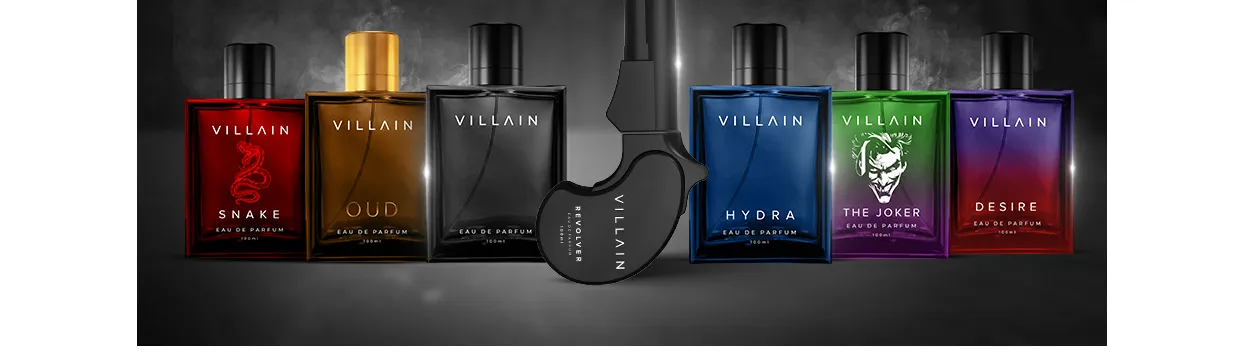 VILLAIN
SNAKE
EAU DE PARFUM
100ml
VILLAIN
OUD
EAU DE PARFUM
100ml
VILLAIN
EAU DE PARFUM
100ml
VILLAIN
REVOLVER
EAU DE PARFUM
100ml
VILLAIN
HYDRA
EAU DE PARFUM
100ml
VILLAIN
THE JOKER
EAU DE PARFUM
100ml
VILLAIN
DESIRE
EAU DE PARFUM
100ml